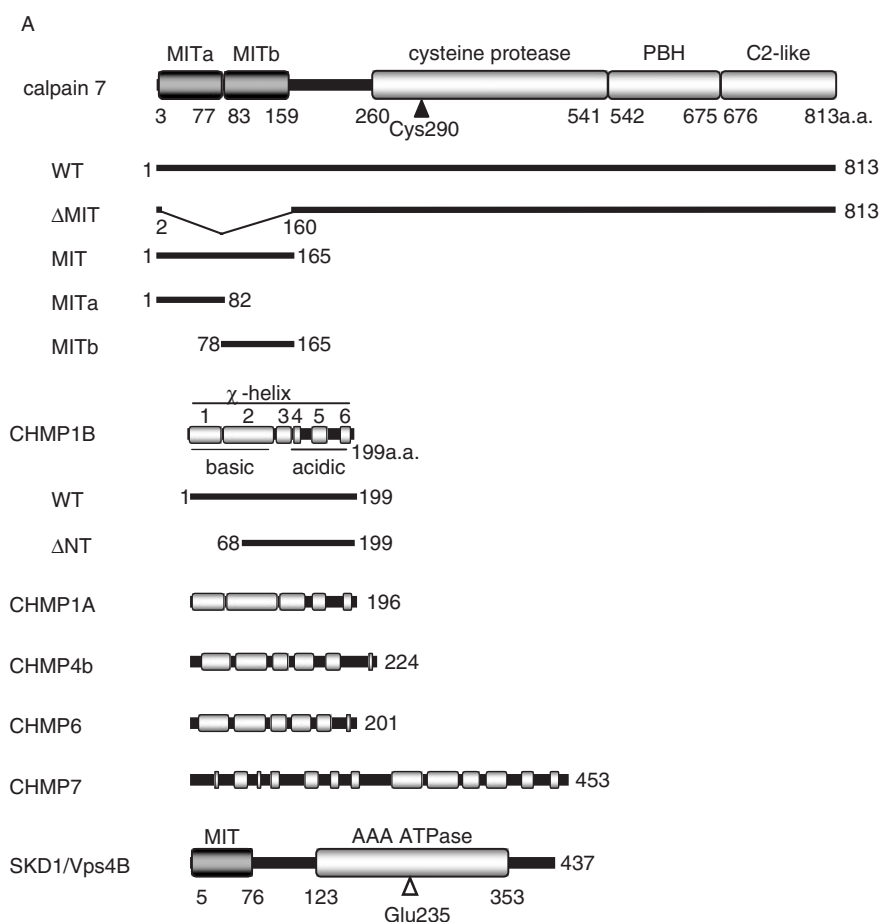 A
MITa MITb cysteine protease PBH C2-like
calpain 7
3 77 83 159 260 541 542 675 676 813a.a.
Cys290
WT 1 813
ΔMIT 2 160 813
MIT 1 165
MITa 1 82
MITb 78 165
χ-helix
1 2 3 4 5 6
CHMP1B 199a.a.
basic acidic
WT 1 199
ΔNT 68 199
CHMP1A 196
CHMP4b 224
CHMP6 201
CHMP7 453
MIT AAA ATPase
SKD1/Vps4B 437
5 76 123 353
Glu235